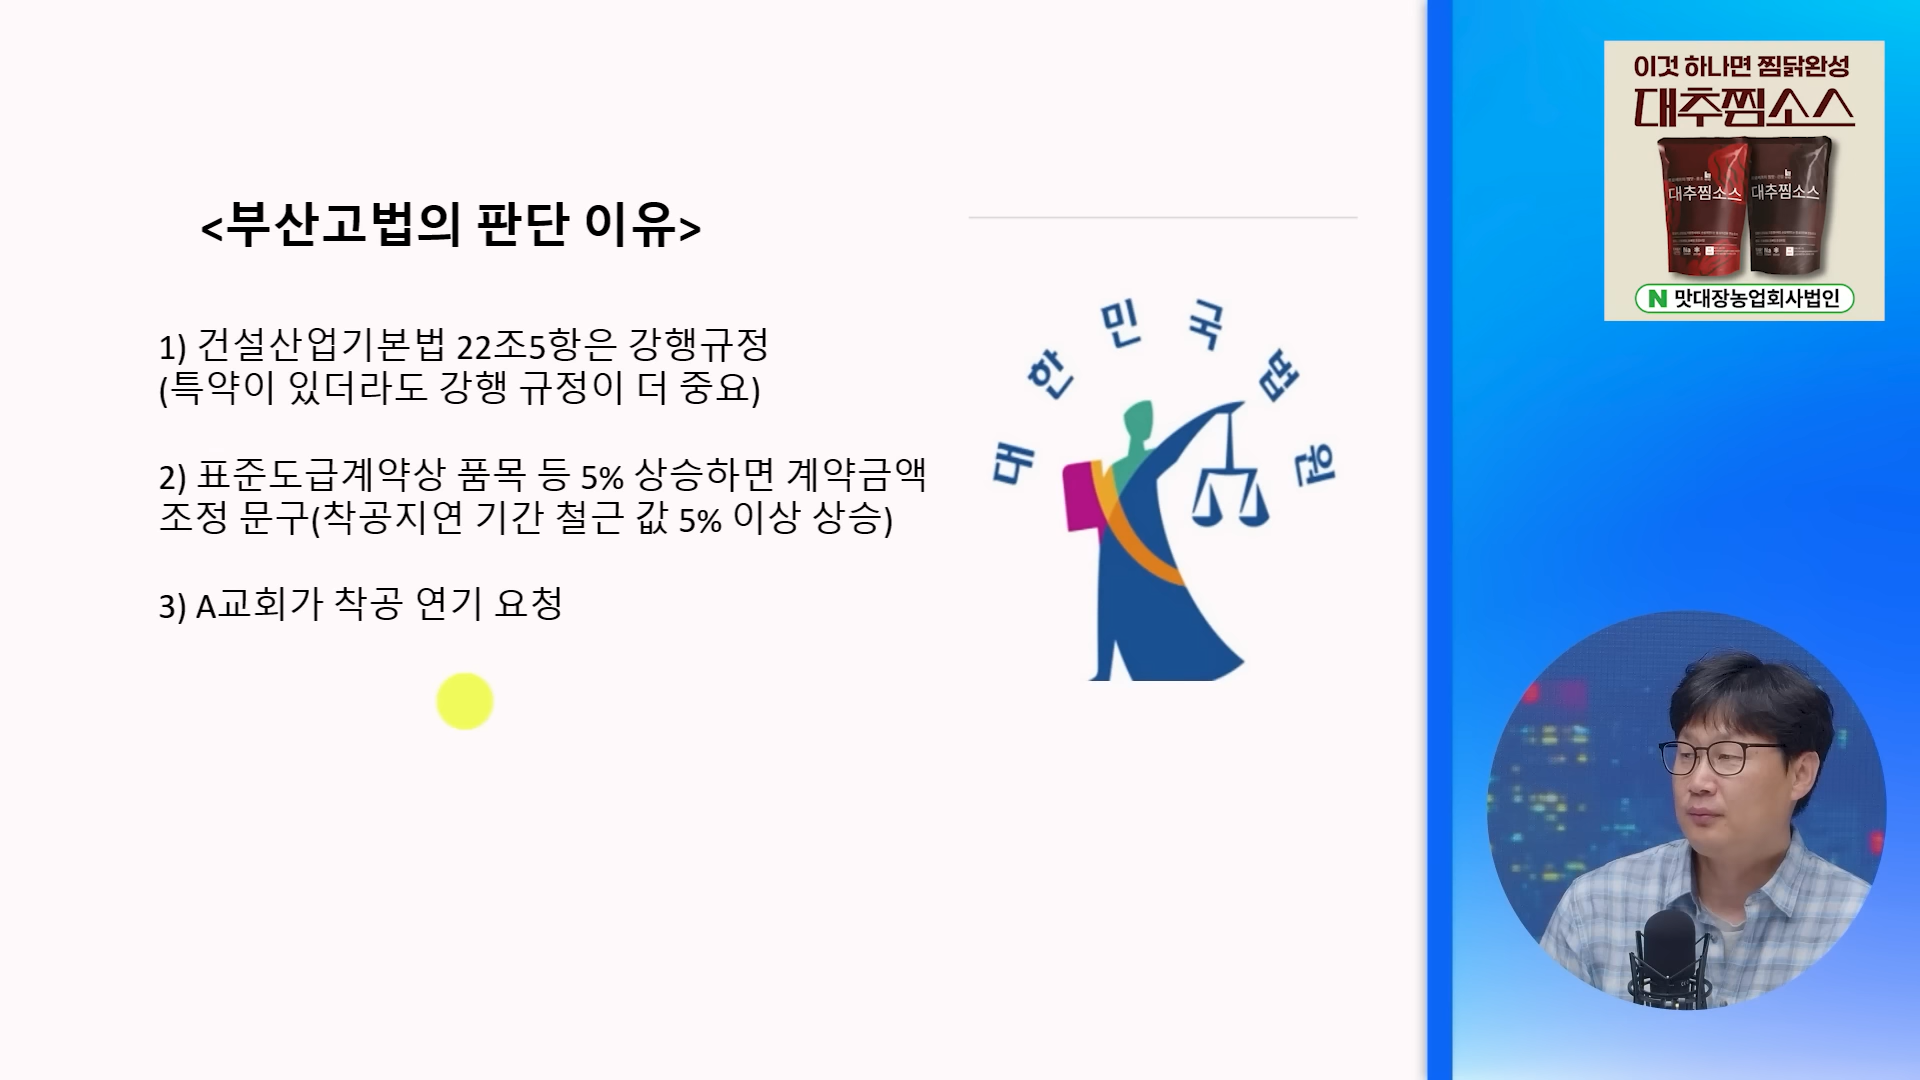 <부산고법의 판단 이유>
1) 건설산업기본법 22조5항은 강행규정
(특약이 있더라도 강행 규정이 더 중요)
2) 표준도급계약상 품목 등 5% 상승하면 계약금액
조정 문구(착공지연 기간 철근 값 5% 이상 상승)
3) A교회가 착공 연기 요청
대한민국법원
이것 하나면 찜닭완성
대추찜소스
대추찜소스
대추찜소스
N 맛대장농업회사법인